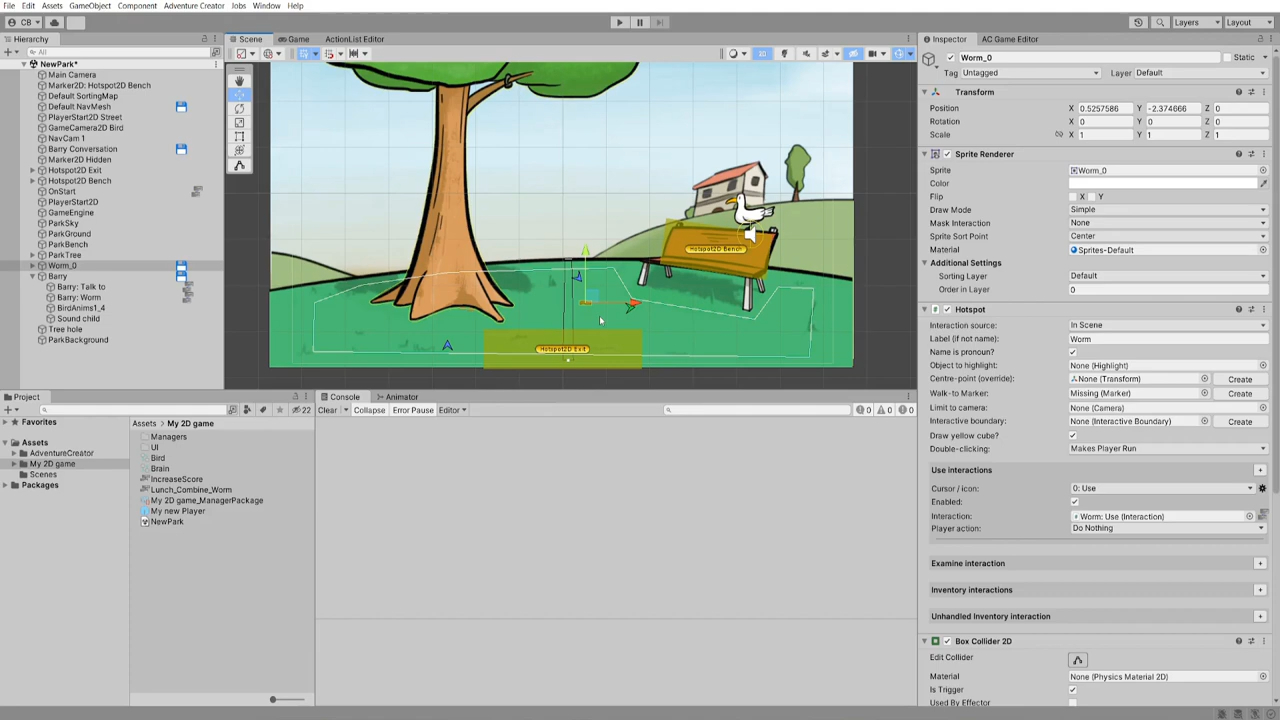 File Edit Assets GameObject Component Adventure Creator Jobs Window Help
CB Layers Layout
Hierarchy Scene Game ActionList Editor Inspector AC Game Editor
All
NewPark*
Main Camera
Marker2D: Hotspot2D Bench
Default SortingMap
Default NavMesh
PlayerStart2D Street
GameCamera2D Bird
NavCam 1
Barry Conversation
Marker2D Hidden
Hotspot2D Exit
Hotspot2D Bench
OnStart
PlayerStart2D
GameEngine
ParkSky
ParkGround
ParkBench
ParkTree
Worm_0
Barry
Barry: Talk to
Barry: Worm
BirdAnims1_4
Sound child
Tree hole
ParkBackground
2D
Hotspot2D Bench
Hotspot2D Exit
Worm_0 Static
Tag Untagged Layer Default
Transform
Position X 0.5257586 Y -2.374666 Z 0
Rotation X 0 Y 0 Z 0
Scale X 1 Y 1 Z 1
Sprite Renderer
Sprite Worm_0
Color
Flip X Y
Draw Mode Simple
Mask Interaction None
Sprite Sort Point Center
Material Sprites-Default
Additional Settings
Sorting Layer Default
Order in Layer 0
Hotspot
Interaction source: In Scene
Label (if not name): Worm
Name is pronoun?
Object to highlight: None (Highlight)
Centre-point (override): None (Transform) Create
Walk-to Marker: Missing (Marker) Create
Limit to camera: None (Camera)
Interactive boundary: None (Interactive Boundary) Create
Draw yellow cube?
Double-clicking: Makes Player Run
Use interactions +
Cursor / icon: 0: Use
Enabled:
Interaction: Worm: Use (Interaction)
Player action: Do Nothing
Examine interaction +
Inventory interactions +
Unhandled Inventory interaction +
Box Collider 2D
Edit Collider
Material None (Physics Material 2D)
Is Trigger
Used By Effector
Project
22
Favorites
Assets
AdventureCreator
My 2D game
Scenes
Packages
Assets > My 2D game
Managers
UI
Bird
Brain
IncreaseScore
Lunch_Combine_Worm
My 2D game_ManagerPackage
My new Player
NewPark
Console Animator
Clear Collapse Error Pause Editor 0 0 0